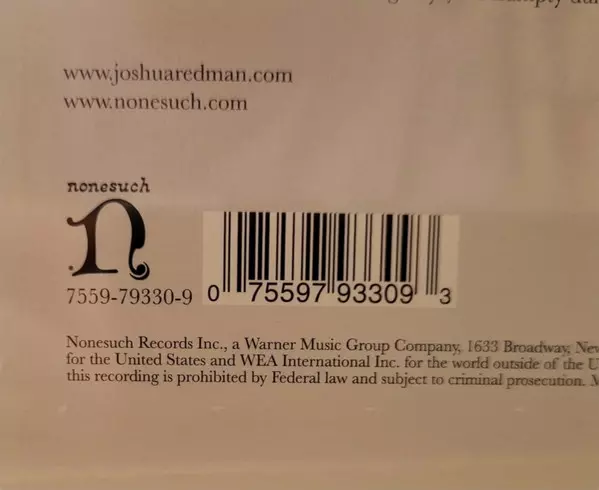 www.joshuaredman.com
www.nonesuch.com
nonesuch
n
7559-79330-9
0 75597 93309 3
Nonesuch Records Inc., a Warner Music Group Company, 1633 Broadway,
for the United States and WEA International Inc. for the world outside of the
this recording is prohibited by Federal law and subject to criminal prosecution.